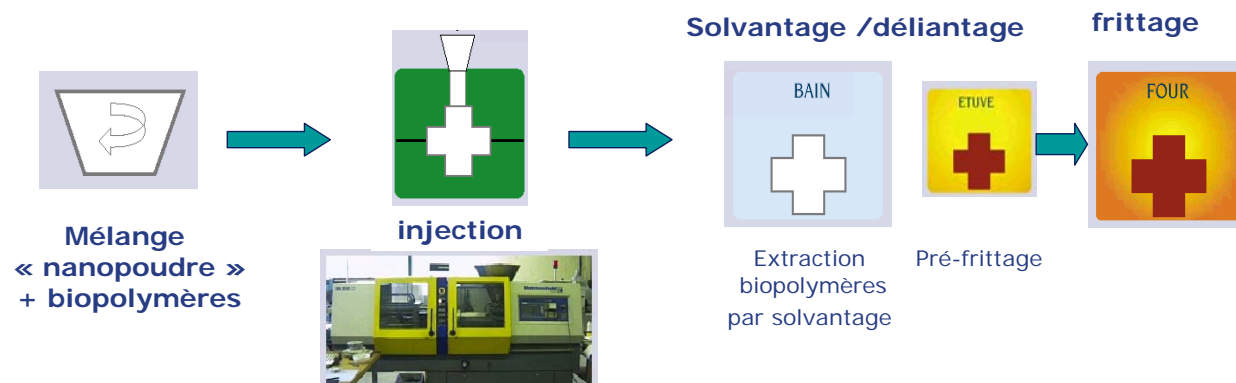 Solvantage /déliantage
frittage
BAIN
ETUVE
FOUR
Mélange
« nanopoudre »
+ biopolymères
injection
Extraction
biopolymères
par solvantage
Pré-frittage